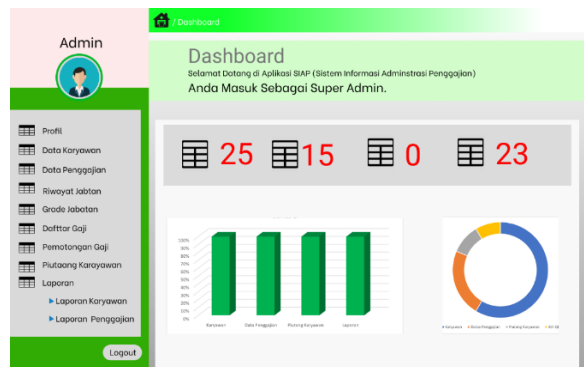 Admin
/ Dashboard
Dashboard
Selamat Datang di Aplikasi SIAP (Sistem Informasi Adminstrasi Penggajian)
Anda Masuk Sebagai Super Admin.
Profil
Data Karyawan
Data Penggajian
Riwayat Jabtan
Grade Jabatan
Dafttar Gaji
Pemotongan Gaji
Piutaang Karayawan
Laporan
Laporan Karyawan
Laporan Penggajian
Logout
25 15 0 23
100%
90%
80%
70%
60%
50%
40%
30%
20%
10%
0%
Karyawan Data Penggajian Piutang Karyawan Laporan